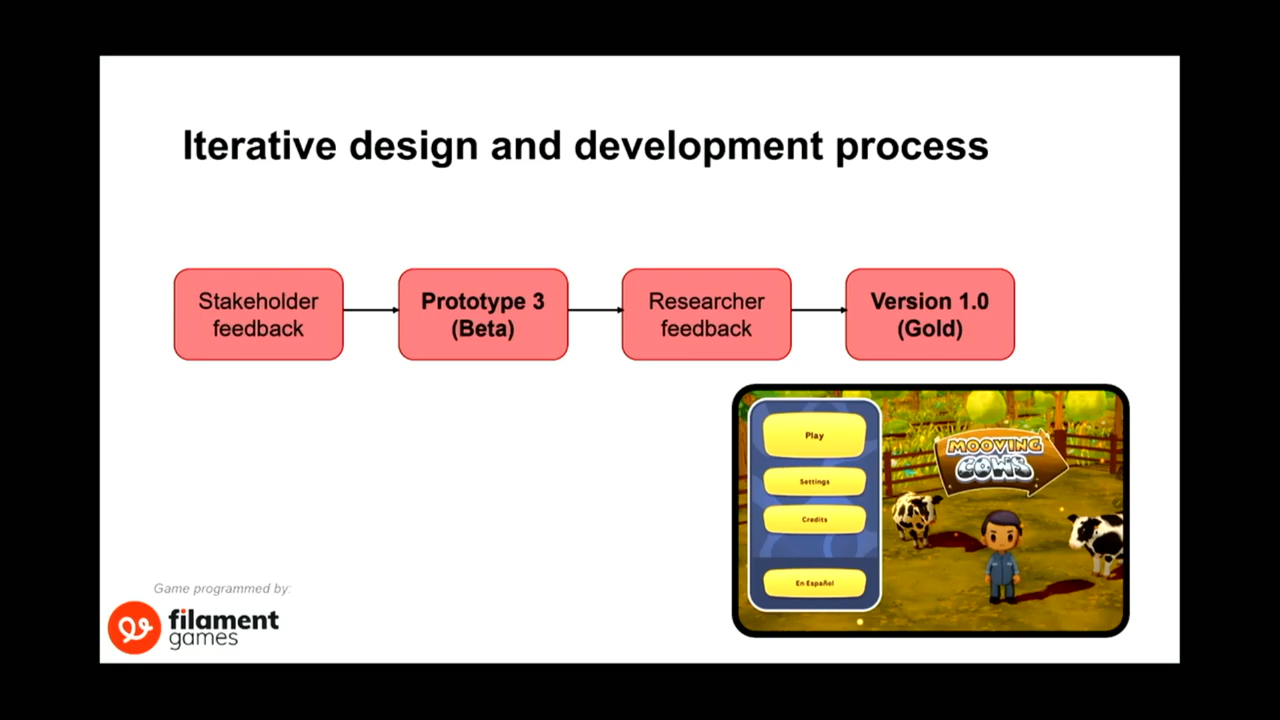 Iterative design and development process
Stakeholder
feedback
Prototype 3
(Beta)
Researcher
feedback
Version 1.0
(Gold)
Play
Settings
Credits
En Español
MOOVING
COWS
Game programmed by:
filament
games